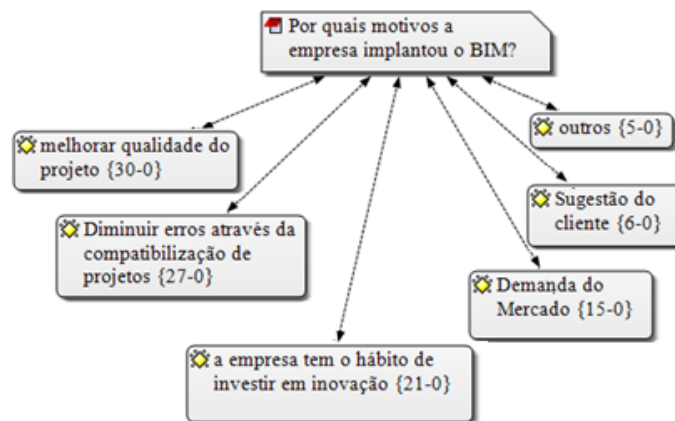 Por quais motivos a
empresa implantou o BIM?
melhorar qualidade do
projeto {30-0}
Diminuir erros através da
compatibilização de
projetos {27-0}
a empresa tem o hábito de
investir em inovação {21-0}
Demanda do
Mercado {15-0}
Sugestão do
cliente {6-0}
outros {5-0}